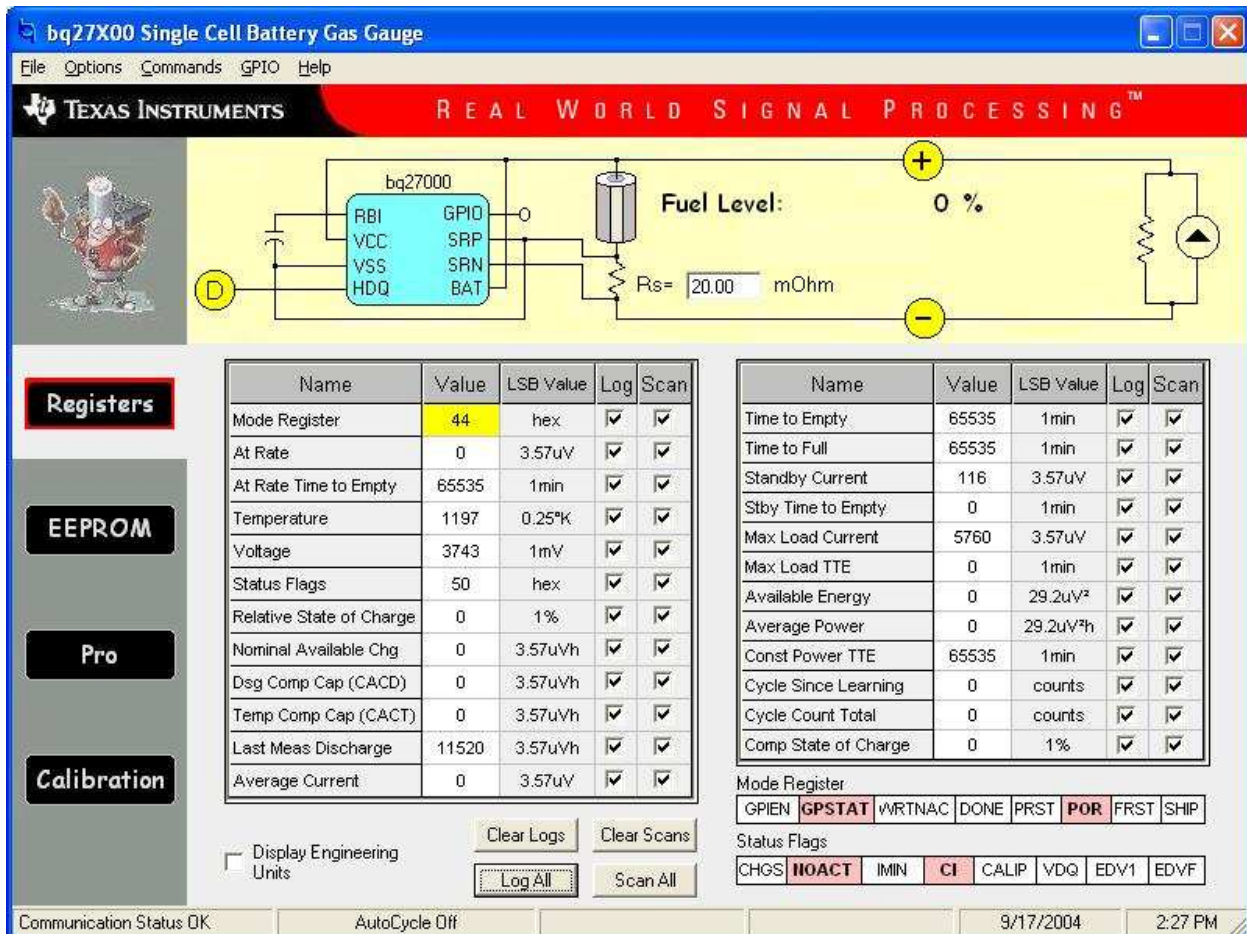 bq27X00 Single Cell Battery Gas Gauge
File Options Commands GPIO Help
TEXAS INSTRUMENTS REAL WORLD SIGNAL PROCESSING™
bq27000
RBI GPIO
VCC SRP
VSS SRN
HDQ BAT
D
+
Fuel Level: 0 %
Rs= 20.00 mOhm
−
Registers
EEPROM
Pro
Calibration
Name Value LSB Value Log Scan
Mode Register 44 hex
At Rate 0 3.57uV
At Rate Time to Empty 65535 1min
Temperature 1197 0.25°K
Voltage 3743 1mV
Status Flags 50 hex
Relative State of Charge 0 1%
Nominal Available Chg 0 3.57uVh
Dsg Comp Cap (CACD) 0 3.57uVh
Temp Comp Cap (CACT) 0 3.57uVh
Last Meas Discharge 11520 3.57uVh
Average Current 0 3.57uV
Name Value LSB Value Log Scan
Time to Empty 65535 1min
Time to Full 65535 1min
Standby Current 116 3.57uV
Stby Time to Empty 0 1min
Max Load Current 5760 3.57uV
Max Load TTE 0 1min
Available Energy 0 29.2uV²
Average Power 0 29.2uV²h
Const Power TTE 65535 1min
Cycle Since Learning 0 counts
Cycle Count Total 0 counts
Comp State of Charge 0 1%
Mode Register
GPIEN GPSTAT WRTNAC DONE PRST POR FRST SHIP
Status Flags
CHGS NOACT IMIN CI CALIP VDQ EDV1 EDVF
Display Engineering
Units
Clear Logs Clear Scans
Log All Scan All
Communication Status OK AutoCycle Off 9/17/2004 2:27 PM